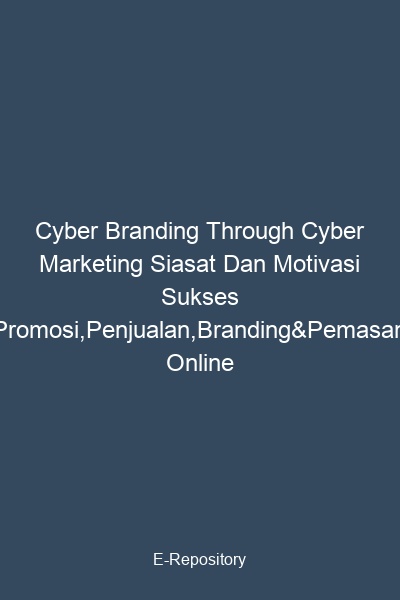 Cyber Branding Through Cyber
Marketing Siasat Dan Motivasi
Sukses
Promosi,Penjualan,Branding&Pemasar
Online
E-Repository